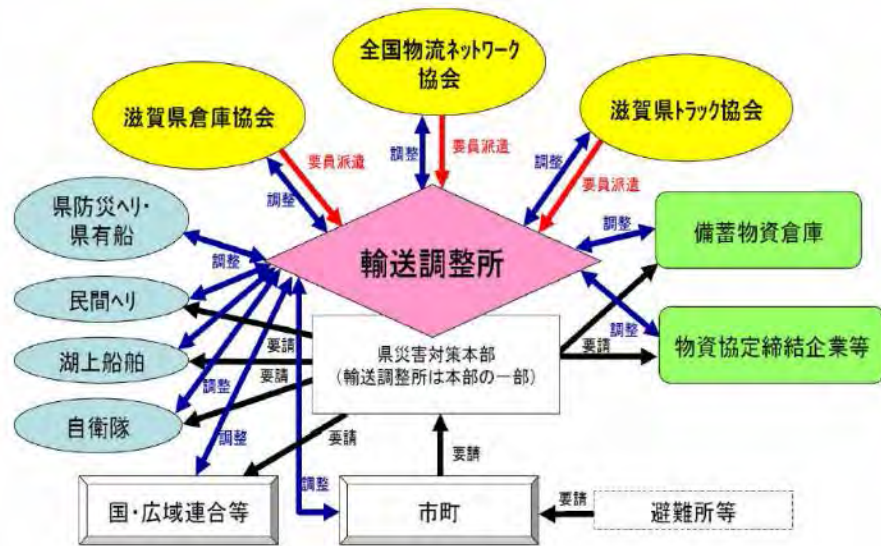 全国物流ネットワーク
協会
滋賀県倉庫協会
滋賀県トラック協会
要員派遣
調整
調整
要員派遣
調整
要員派遣
県防災ヘリ・
県有船
調整
輸送調整所
調整
備蓄物資倉庫
民間ヘリ
要請
県災害対策本部
(輸送調整所は本部の一部)
要請
調整
物資協定締結企業等
湖上船舶
調整
要請
自衛隊
調整
要請
要請
国・広域連合等
調整
市町
要請
避難所等